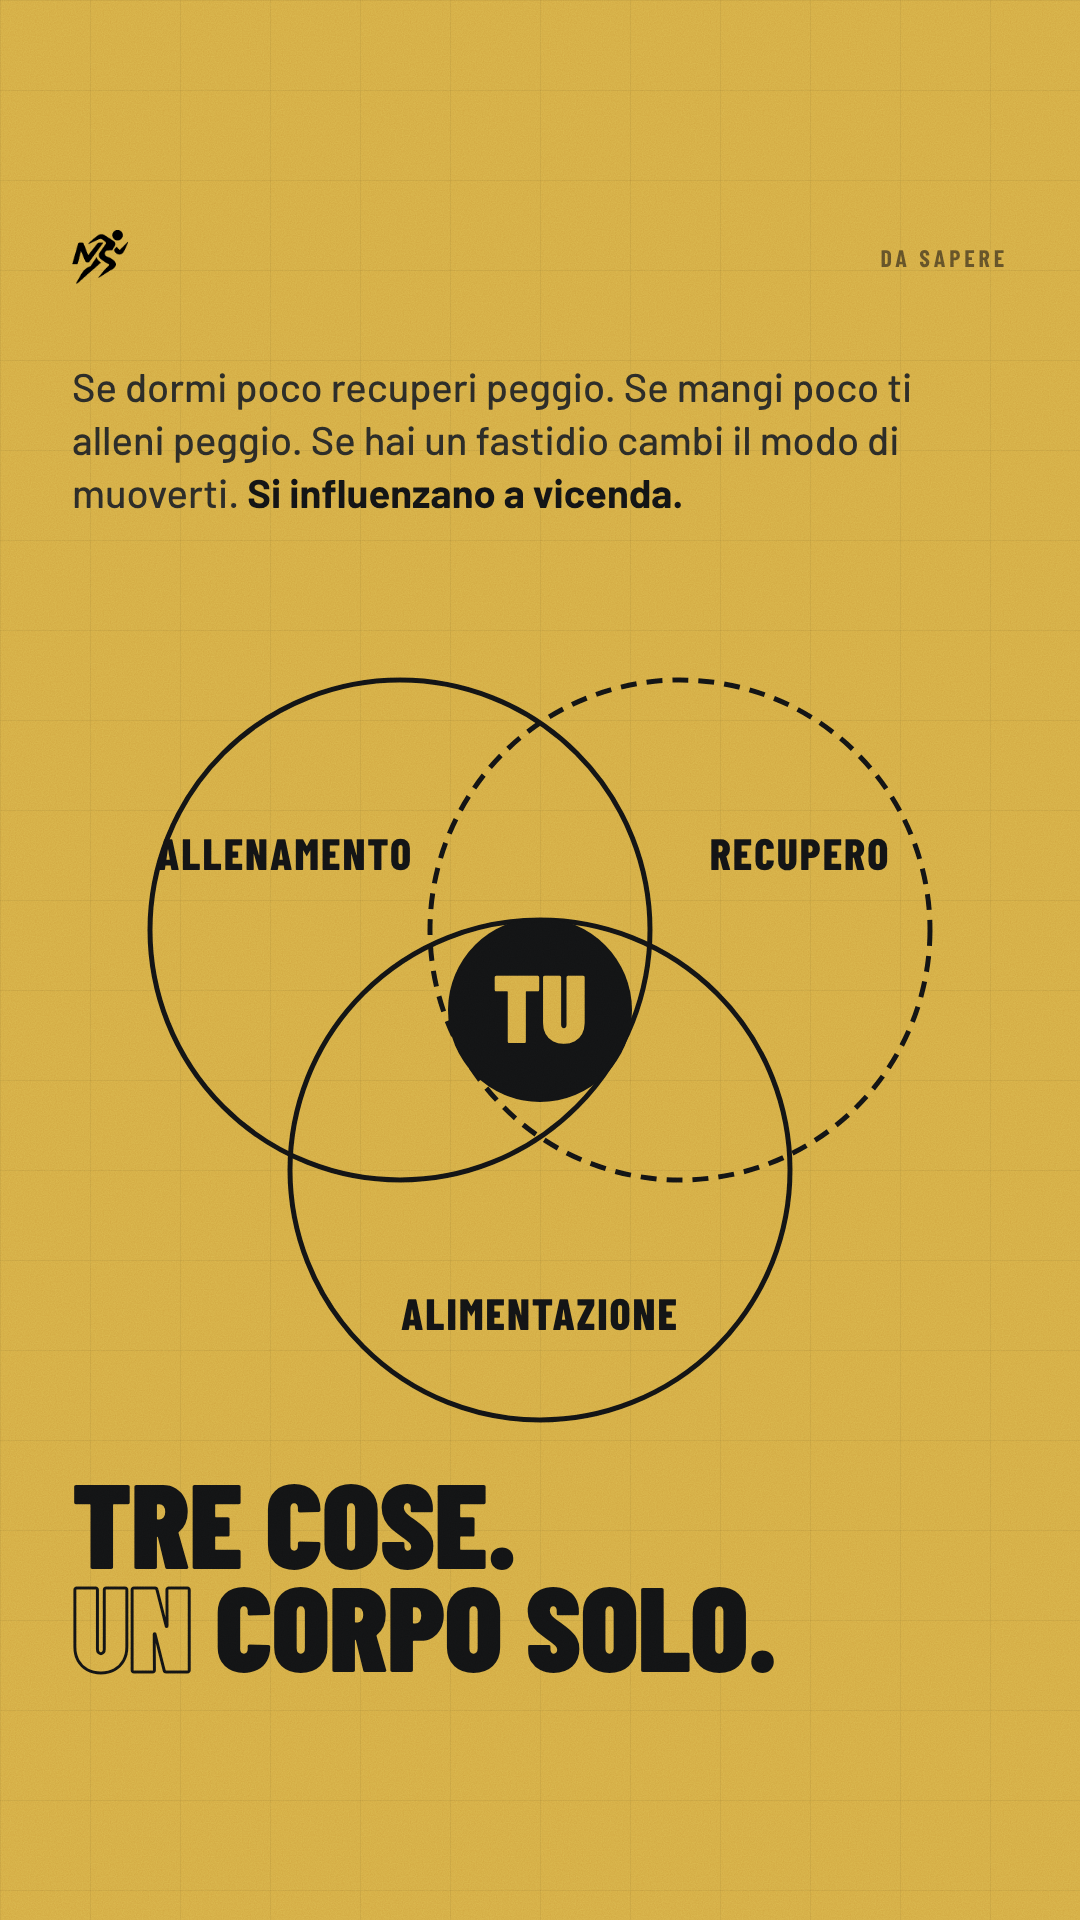 DA SAPERE
Se dormi poco recuperi peggio. Se mangi poco ti
alleni peggio. Se hai un fastidio cambi il modo di
muoverti. Si influenzano a vicenda.
ALLENAMENTO
RECUPERO
TU
ALIMENTAZIONE
TRE COSE.
UN CORPO SOLO.